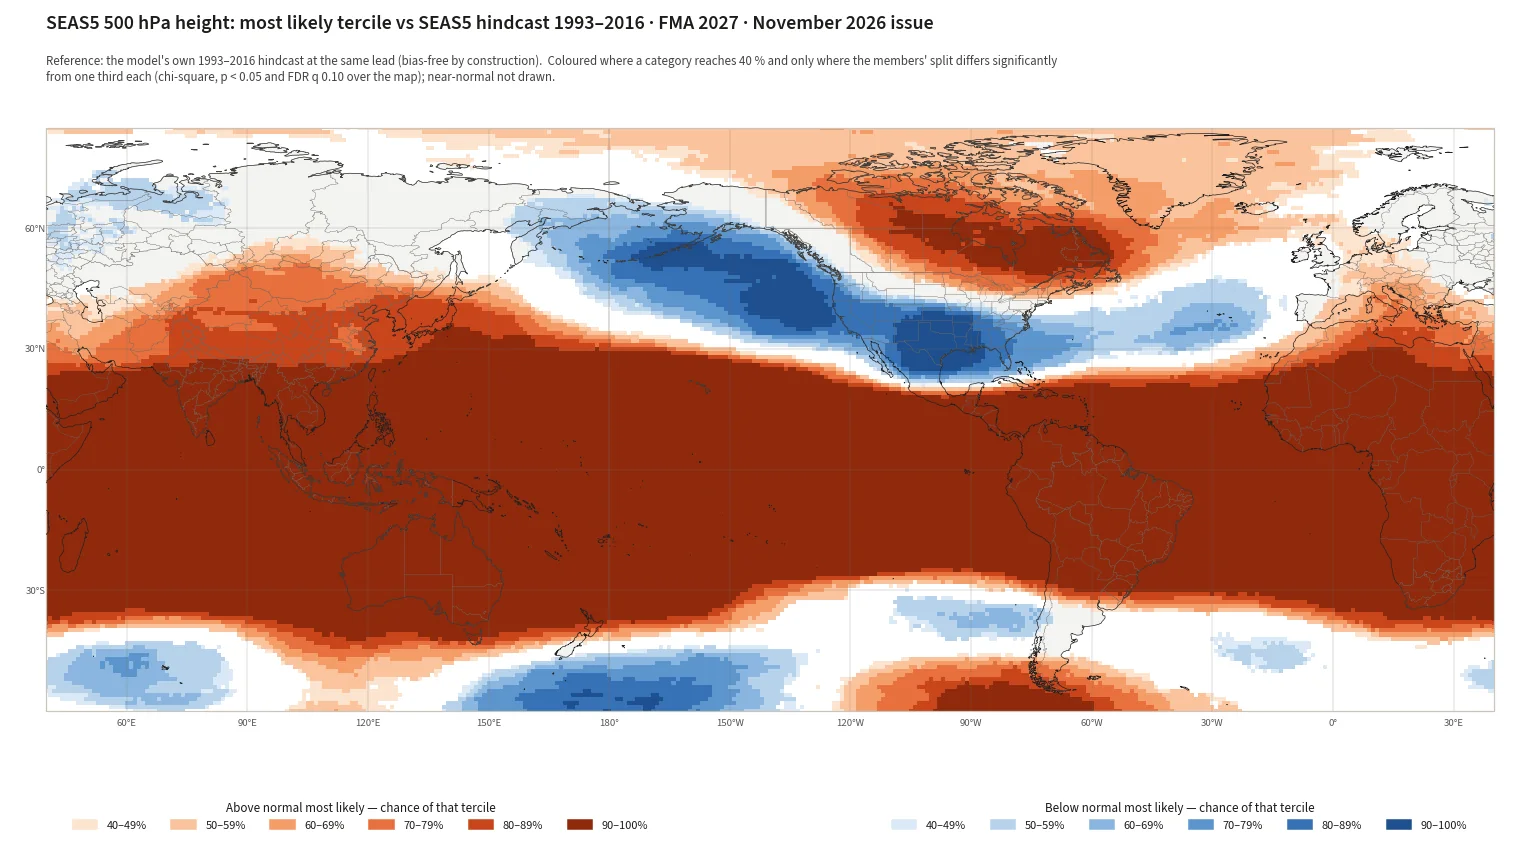 SEAS5 500 hPa height: most likely tercile vs SEAS5 hindcast 1993–2016 · FMA 2027 · November 2026 issue
Reference: the model's own 1993–2016 hindcast at the same lead (bias-free by construction).  Coloured where a category reaches 40 % and only where the members' split differs significantly
from one third each (chi-square, p < 0.05 and FDR q 0.10 over the map); near-normal not drawn.
60°N
30°N
0°
30°S
60°E 90°E 120°E 150°E 180° 150°W 120°W 90°W 60°W 30°W 0° 30°E
Above normal most likely — chance of that tercile
40–49% 50–59% 60–69% 70–79% 80–89% 90–100%
Below normal most likely — chance of that tercile
40–49% 50–59% 60–69% 70–79% 80–89% 90–100%